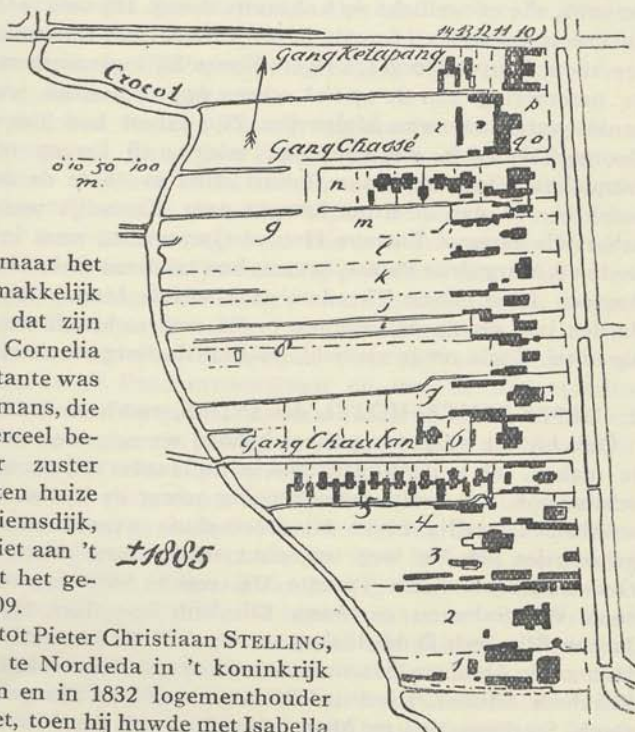 14 13 12 11 10)
Gang Ketapang
Crocot
p
q o
Gang Chassé
0 10 50 100
m.
n
m
g
l
k
j
maar het
makkelijk
dat zijn
Cornelia
tante was
mans, die
erceel be-
zuster
ten huize
iemsdijk,
iet aan 't
t het ge-
09.
7
Gang Chaulan
6
5
4
3
2
1
±1885
tot Pieter Christiaan STELLING,
te Nordleda in 't koninkrijk
n en in 1832 logementhouder
et, toen hij huwde met Isabella